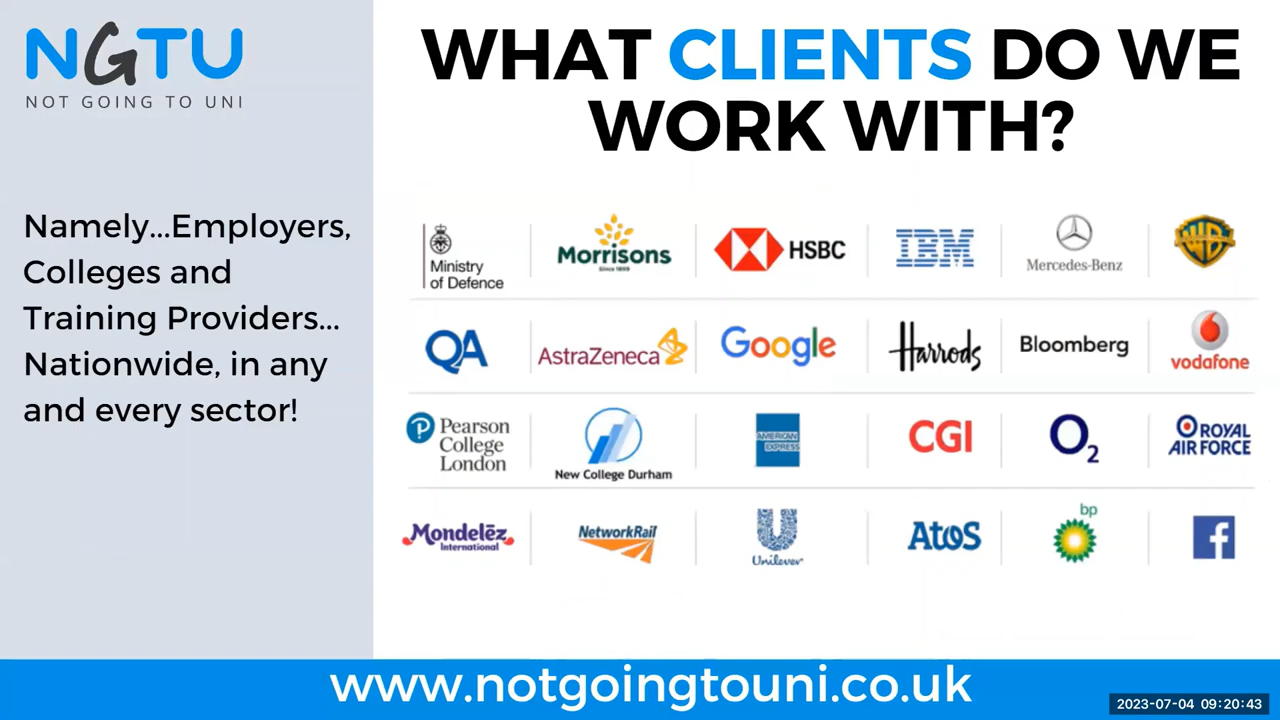 NGTU
NOT GOING TO UNI
WHAT CLIENTS DO WE
WORK WITH?
Namely...Employers,
Colleges and
Training Providers...
Nationwide, in any
and every sector!
Ministry
of Defence
Morrisons
Since 1899
HSBC
IBM
Mercedes-Benz
WB
QA
AstraZeneca
Google
Harrods
Bloomberg
vodafone
P
Pearson
College
London
New College Durham
AMERICAN
EXPRESS
CGI
O2
ROYAL
AIR FORCE
Mondelēz
International
NetworkRail
Unilever
Atos
bp
f
www.notgoingtouni.co.uk
2023-07-04 09:20:43